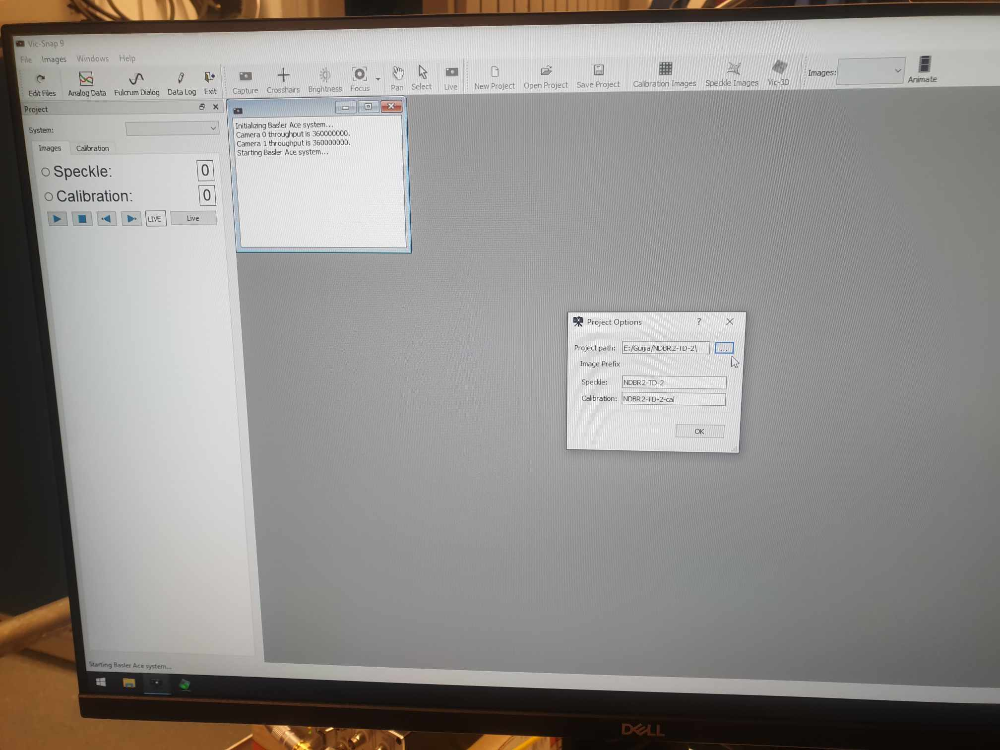 Vic-Snap 9
File Images Windows Help
Edit Files Analog Data Fulcrum Dialog Data Log Exit Capture Crosshairs Brightness Focus Pan Select Live New Project Open Project Save Project Calibration Images Speckle Images Vic-3D Images: Animate
Project
System:
Images Calibration
Speckle: 0
Calibration: 0
LIVE Live
Initializing Basler Ace system...
Camera 0 throughput is 360000000.
Camera 1 throughput is 360000000.
Starting Basler Ace system...
Project Options ?
Project path: E:/Guijia/NDBR2-TD-2\ ...
Image Prefix
Speckle: NDBR2-TD-2
Calibration: NDBR2-TD-2-cal
OK
Starting Basler Ace system...
DELL